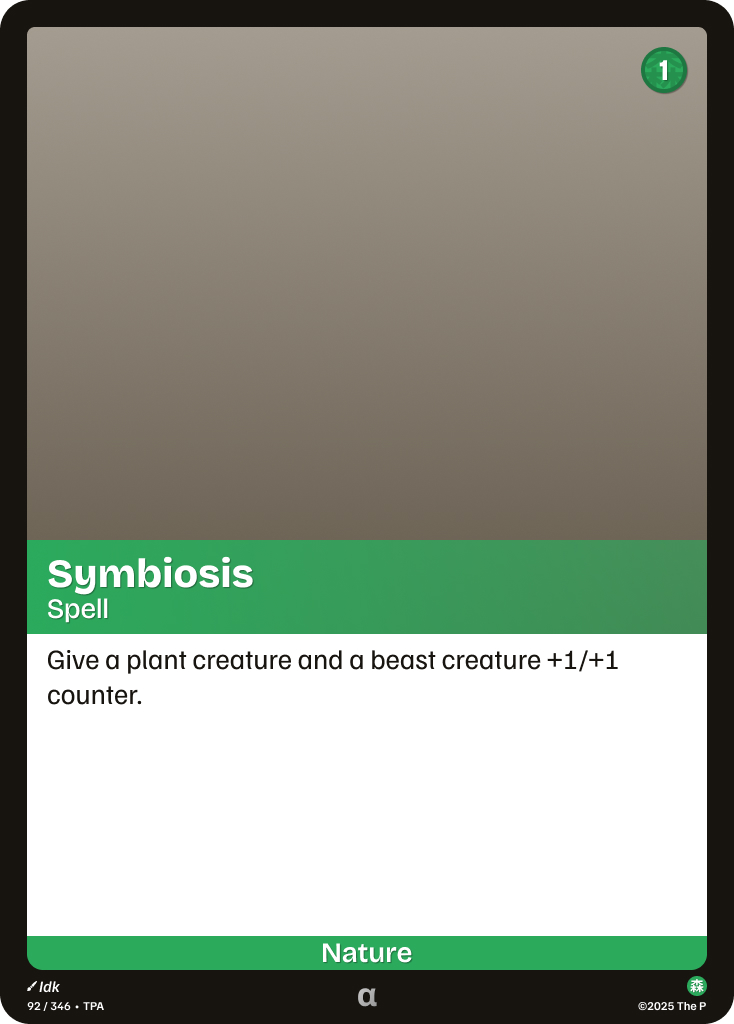 1
Symbiosis
Spell
Give a plant creature and a beast creature +1/+1
counter.
Nature
Idk
92 / 346 • TPA
α
森
©2025 The P